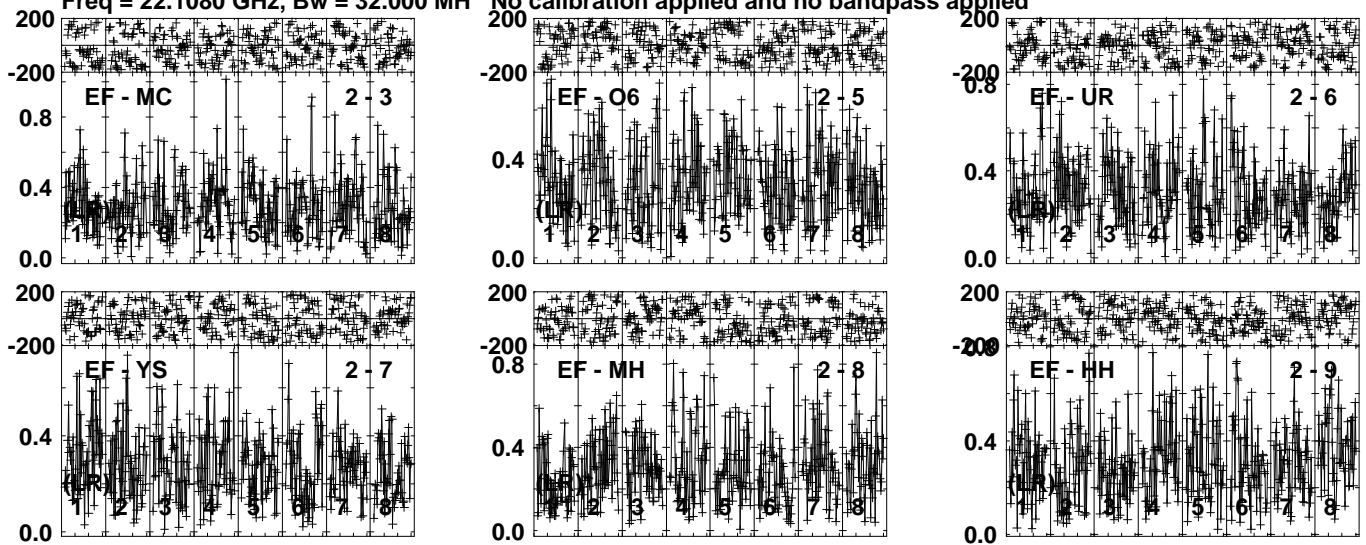 Freq = 22.1080 GHz, Bw = 32.000 MH No calibration applied and no bandpass applied
200
-200
EF - MC 2 - 3
0.8
0.4
(LR)
1 2 3 4 5 6 7 8
0.0
200
-200
EF - O6 2 - 5
0.4
(LR)
1 2 3 4 5 6 7 8
0.0
200
-200
0.8
EF - UR 2 - 6
0.4
(LR)
1 2 3 4 5 6 7 8
0.0
200
-200
EF - YS 2 - 7
0.4
(LR)
1 2 3 4 5 6 7 8
0.0
200
-200
0.8
EF - MH 2 - 8
0.4
(LR)
1 2 3 4 5 6 7 8
0.0
200
-200
0.8
EF - HH 2 - 9
0.4
(LR)
1 2 3 4 5 6 7 8
0.0